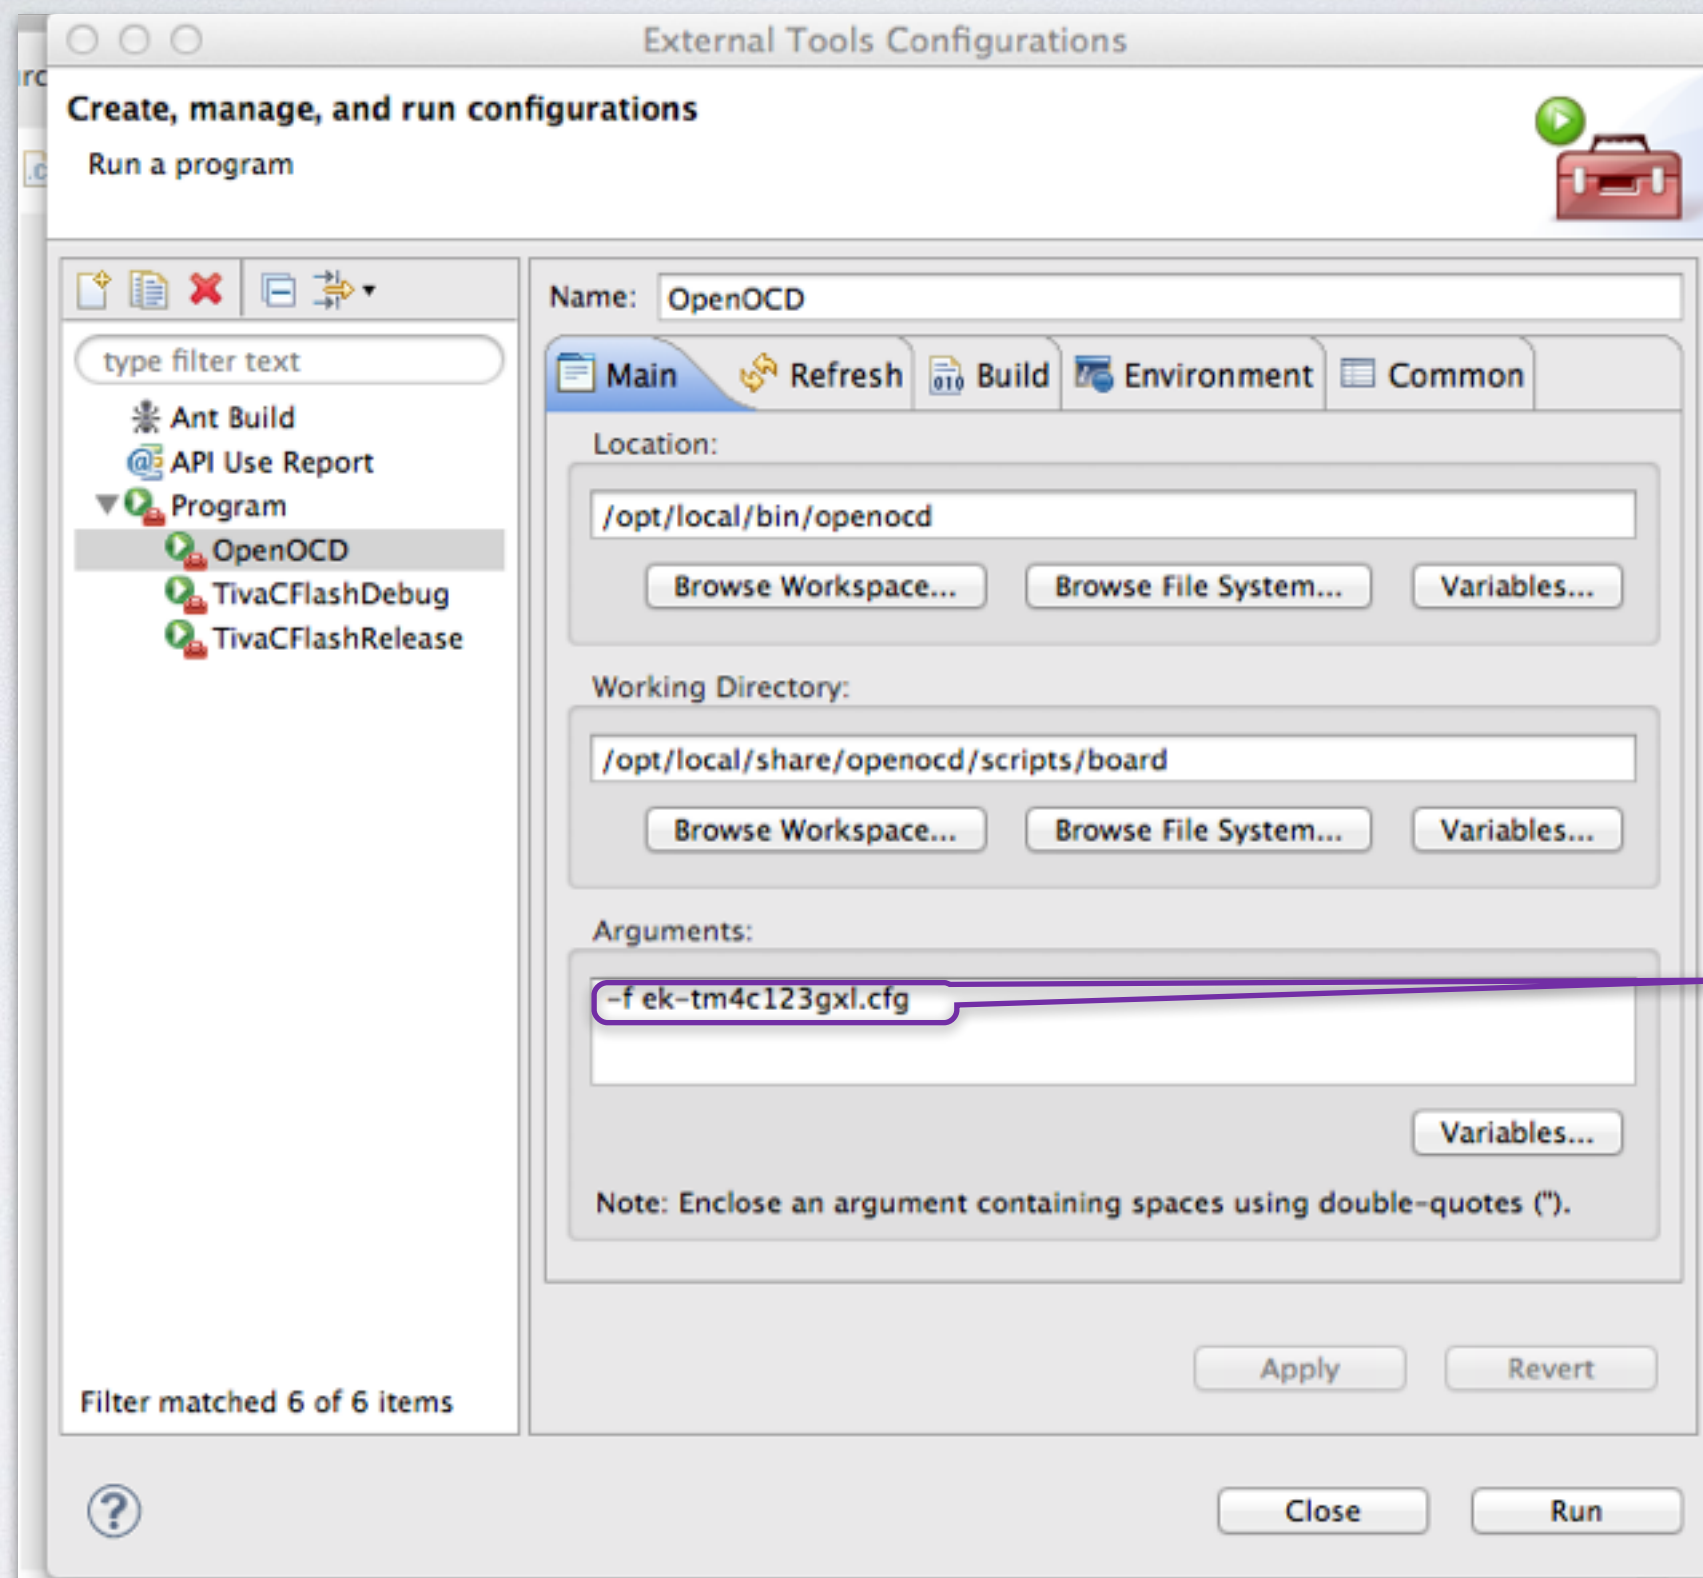 External Tools Configurations
Create, manage, and run configurations
Run a program
type filter text
Ant Build
API Use Report
Program
OpenOCD
TivaCFlashDebug
TivaCFlashRelease
Filter matched 6 of 6 items
Name: OpenOCD
Main Refresh Build Environment Common
Location:
/opt/local/bin/openocd
Browse Workspace... Browse File System... Variables...
Working Directory:
/opt/local/share/openocd/scripts/board
Browse Workspace... Browse File System... Variables...
Arguments:
-f ek-tm4c123gxl.cfg
Variables...
Note: Enclose an argument containing spaces using double-quotes (").
Apply Revert
? Close Run